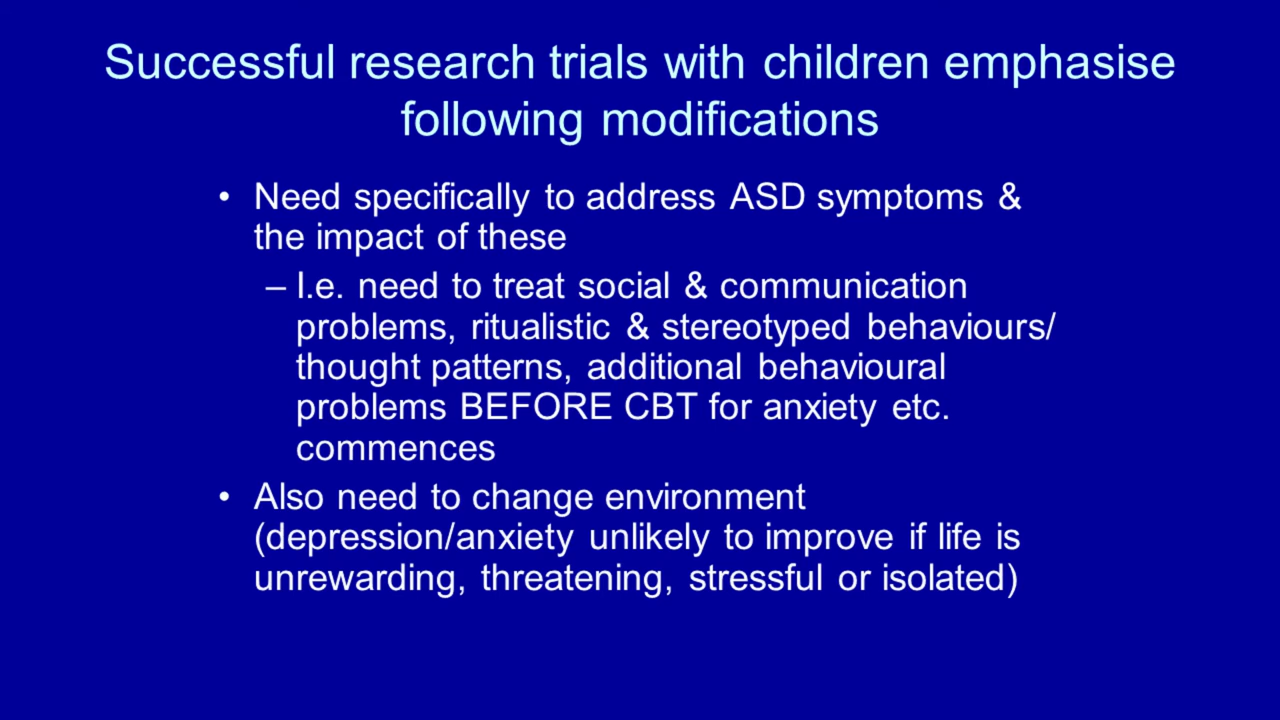 Successful research trials with children emphasise
following modifications
• Need specifically to address ASD symptoms &
the impact of these
– I.e. need to treat social & communication
problems, ritualistic & stereotyped behaviours/
thought patterns, additional behavioural
problems BEFORE CBT for anxiety etc.
commences
• Also need to change environment
(depression/anxiety unlikely to improve if life is
unrewarding, threatening, stressful or isolated)